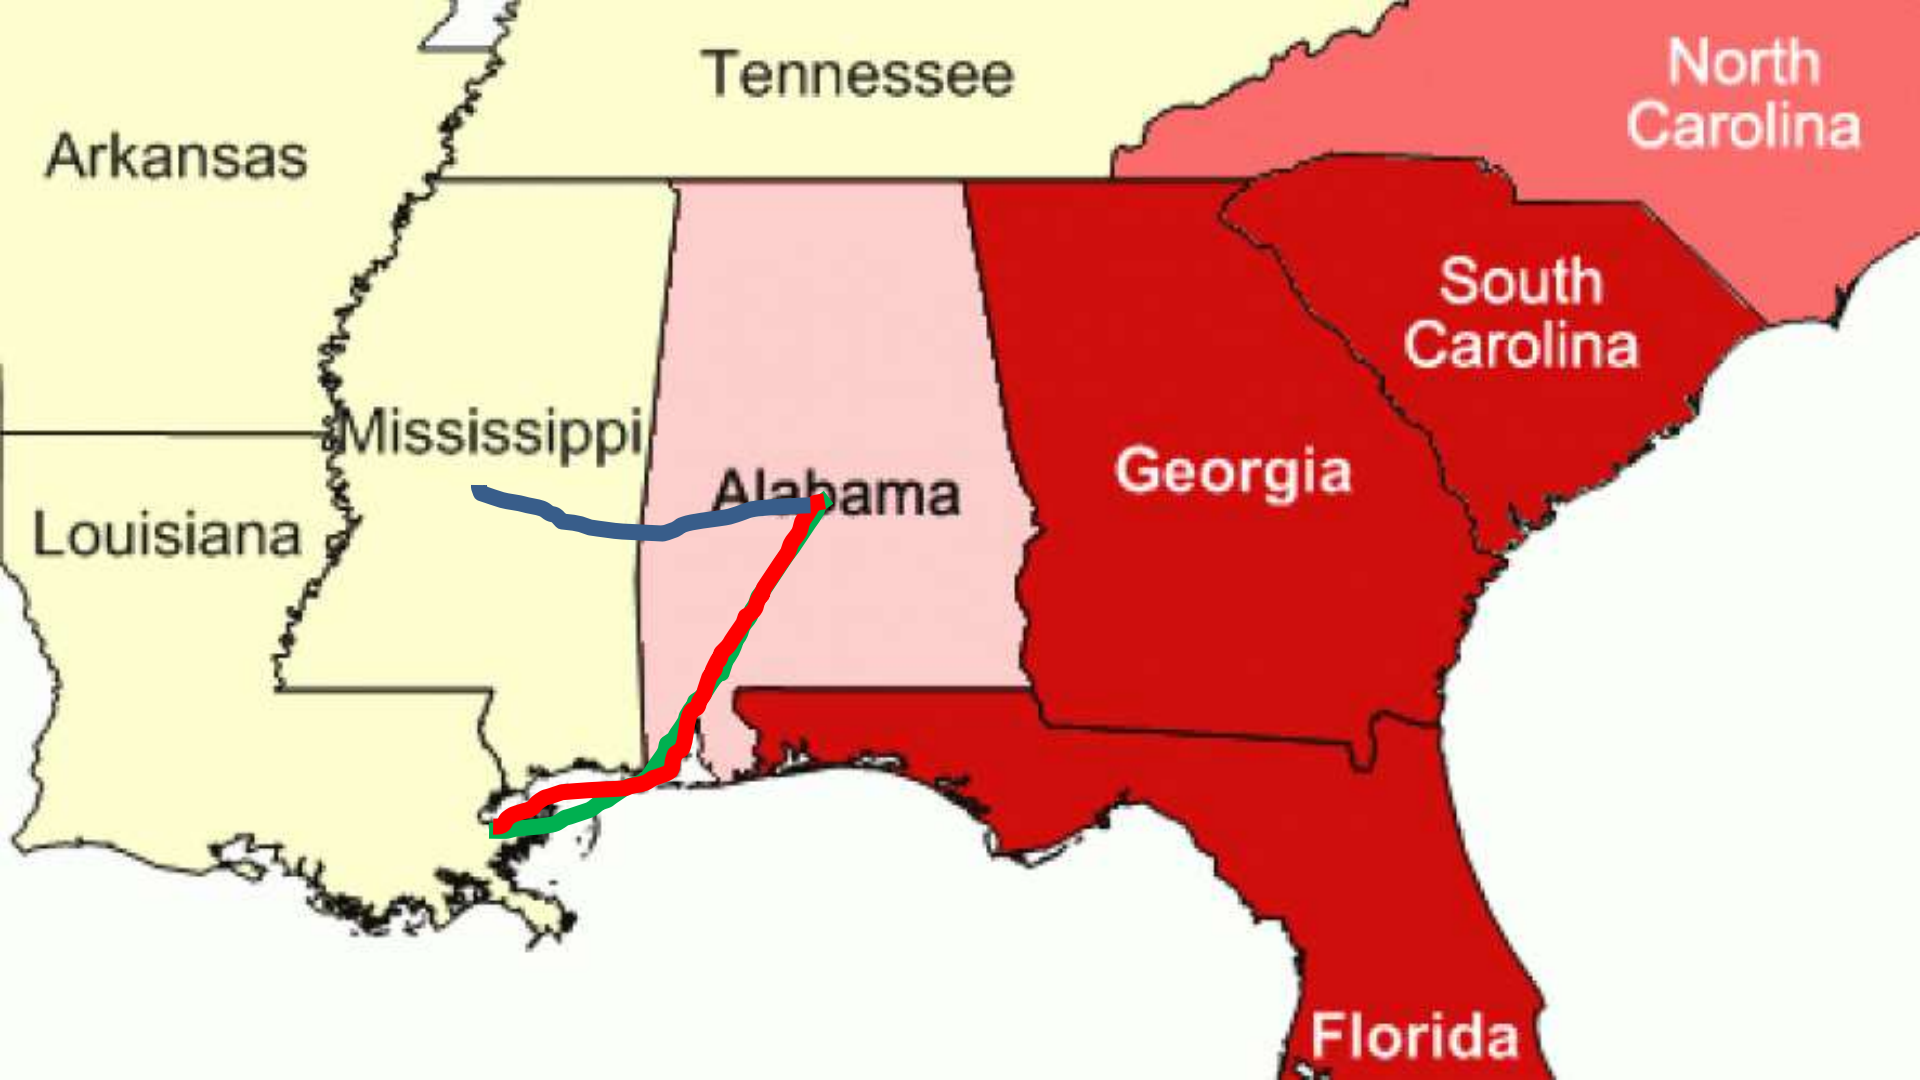 Tennessee
North
Carolina
Arkansas
South
Carolina
Mississippi
Alabama
Georgia
Louisiana
Florida